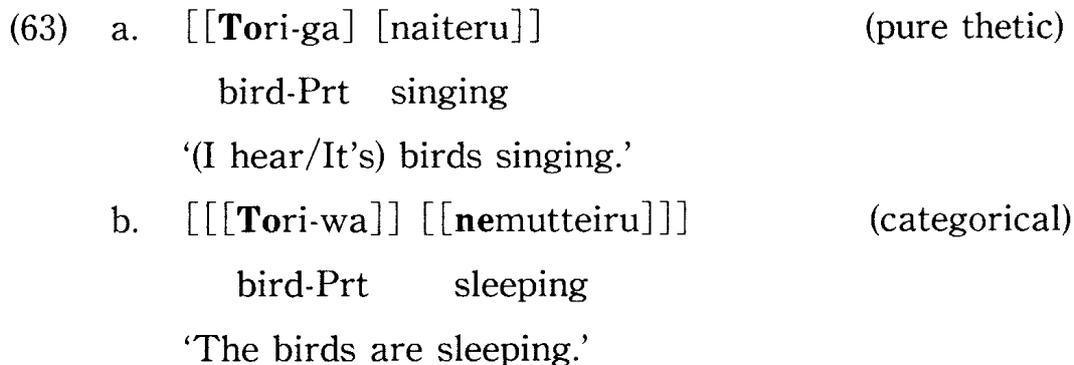 (63) a. [[Tori-ga] [naiteru]] (pure thetic)
bird-Prt singing
‘(I hear/It's) birds singing.’
b. [[[Tori-wa]] [[nemutteiru]]] (categorical)
bird-Prt sleeping
‘The birds are sleeping.’